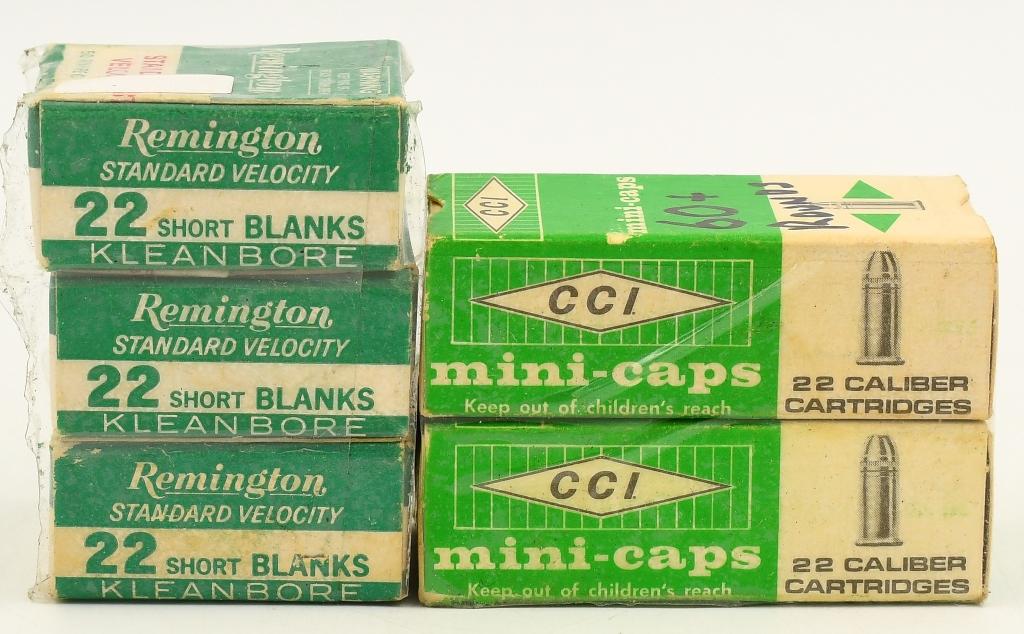 Remington
Remington
STANDARD VELOCITY
22 SHORT BLANKS
KLEANBORE
Remington
STANDARD VELOCITY
22 SHORT BLANKS
KLEANBORE
Remington
STANDARD VELOCITY
22 SHORT BLANKS
KLEANBORE
CCI
mini-caps
60+
CCI.
mini-caps
Keep out of children's reach
22 CALIBER
CARTRIDGES
CCI.
mini-caps
Keep out of children's reach
22 CALIBER
CARTRIDGES